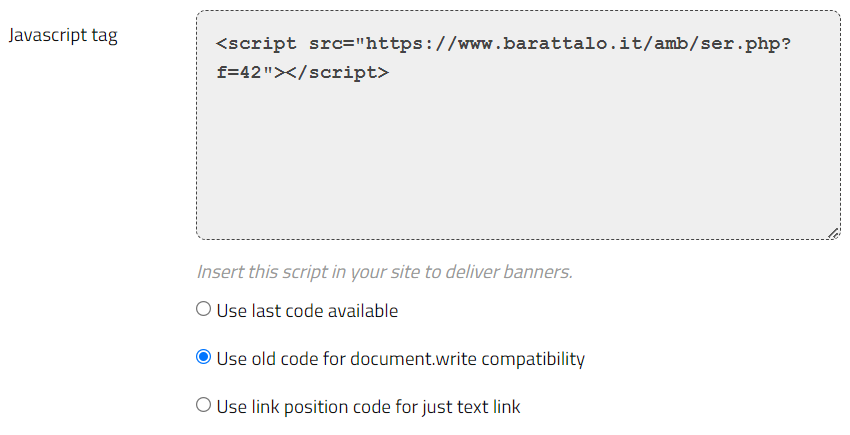 Javascript tag
<script src="https://www.barattalo.it/amb/ser.php?
f=42"></script>
Insert this script in your site to deliver banners.
Use last code available
Use old code for document.write compatibility
Use link position code for just text link